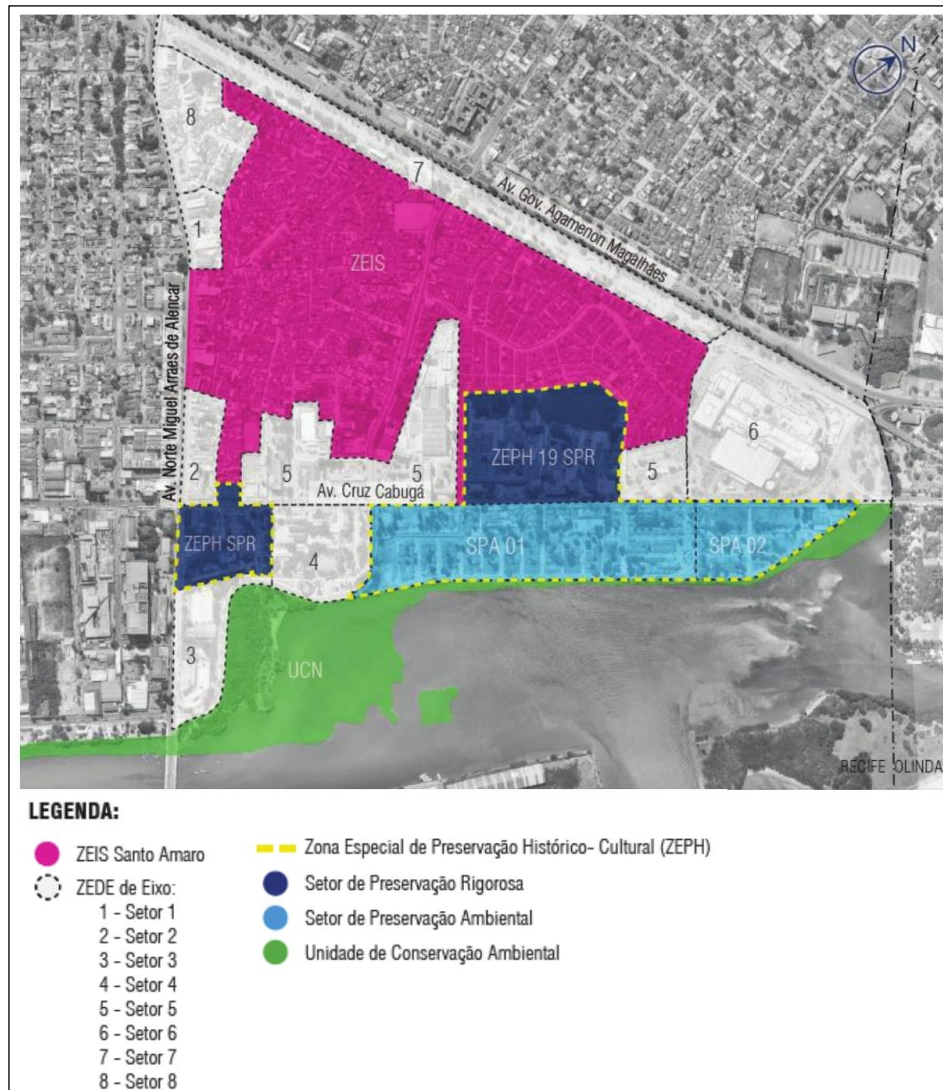 N
8
7
Av. Gov. Agamenon Magalhães
1
ZEIS
Av. Norte Miguel Arraes de Alencar
6
2
5
5
ZEPH 19 SPR
5
Av. Cruz Cabugá
ZEPH SPR
4
SPA 01
SPA 02
3
UCN
RECIFE OLINDA
LEGENDA:
ZEIS Santo Amaro
ZEDE de Eixo:
1 - Setor 1
2 - Setor 2
3 - Setor 3
4 - Setor 4
5 - Setor 5
6 - Setor 6
7 - Setor 7
8 - Setor 8
Zona Especial de Preservação Histórico- Cultural (ZEPH)
Setor de Preservação Rigorosa
Setor de Preservação Ambiental
Unidade de Conservação Ambiental